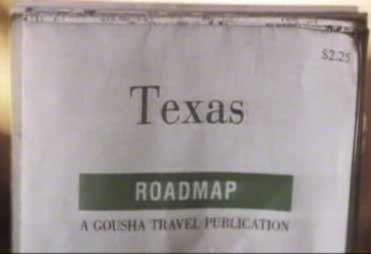 $2.25
Texas
ROADMAP
A GOUSHA TRAVEL PUBLICATION